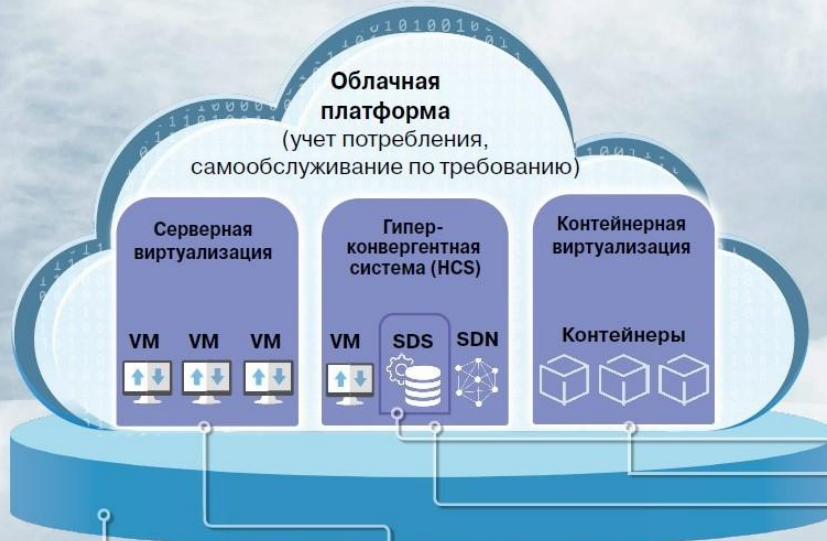 Облачная
платформа
(учет потребления,
самообслуживание по требованию)
Серверная
виртуализация
VM VM VM
Гипер-
конвергентная
система (HCS)
VM SDS SDN
Контейнерная
виртуализация
Контейнеры